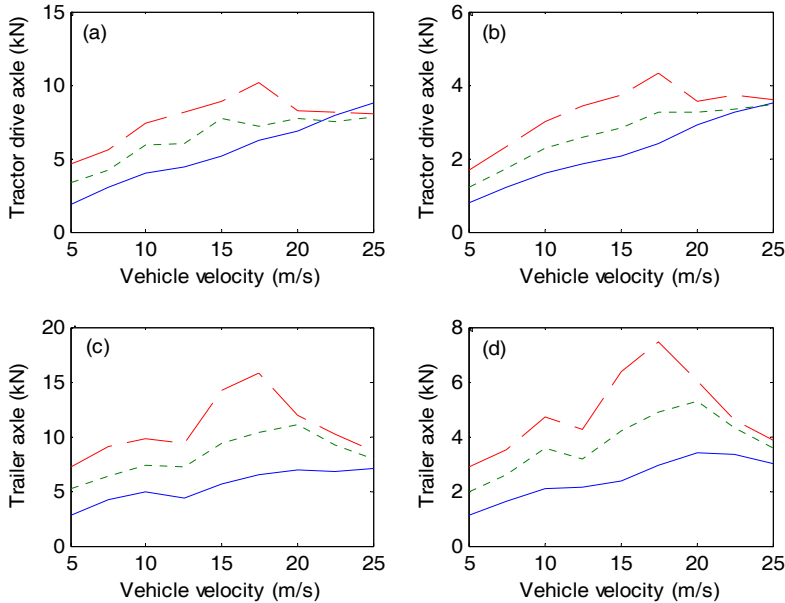 (a)
Tractor drive axle (kN)
15
10
5
0
5 10 15 20 25
Vehicle velocity (m/s)
(b)
Tractor drive axle (kN)
6
4
2
0
5 10 15 20 25
Vehicle velocity (m/s)
(c)
Trailer axle (kN)
20
15
10
5
0
5 10 15 20 25
Vehicle velocity (m/s)
(d)
Trailer axle (kN)
8
6
4
2
0
5 10 15 20 25
Vehicle velocity (m/s)